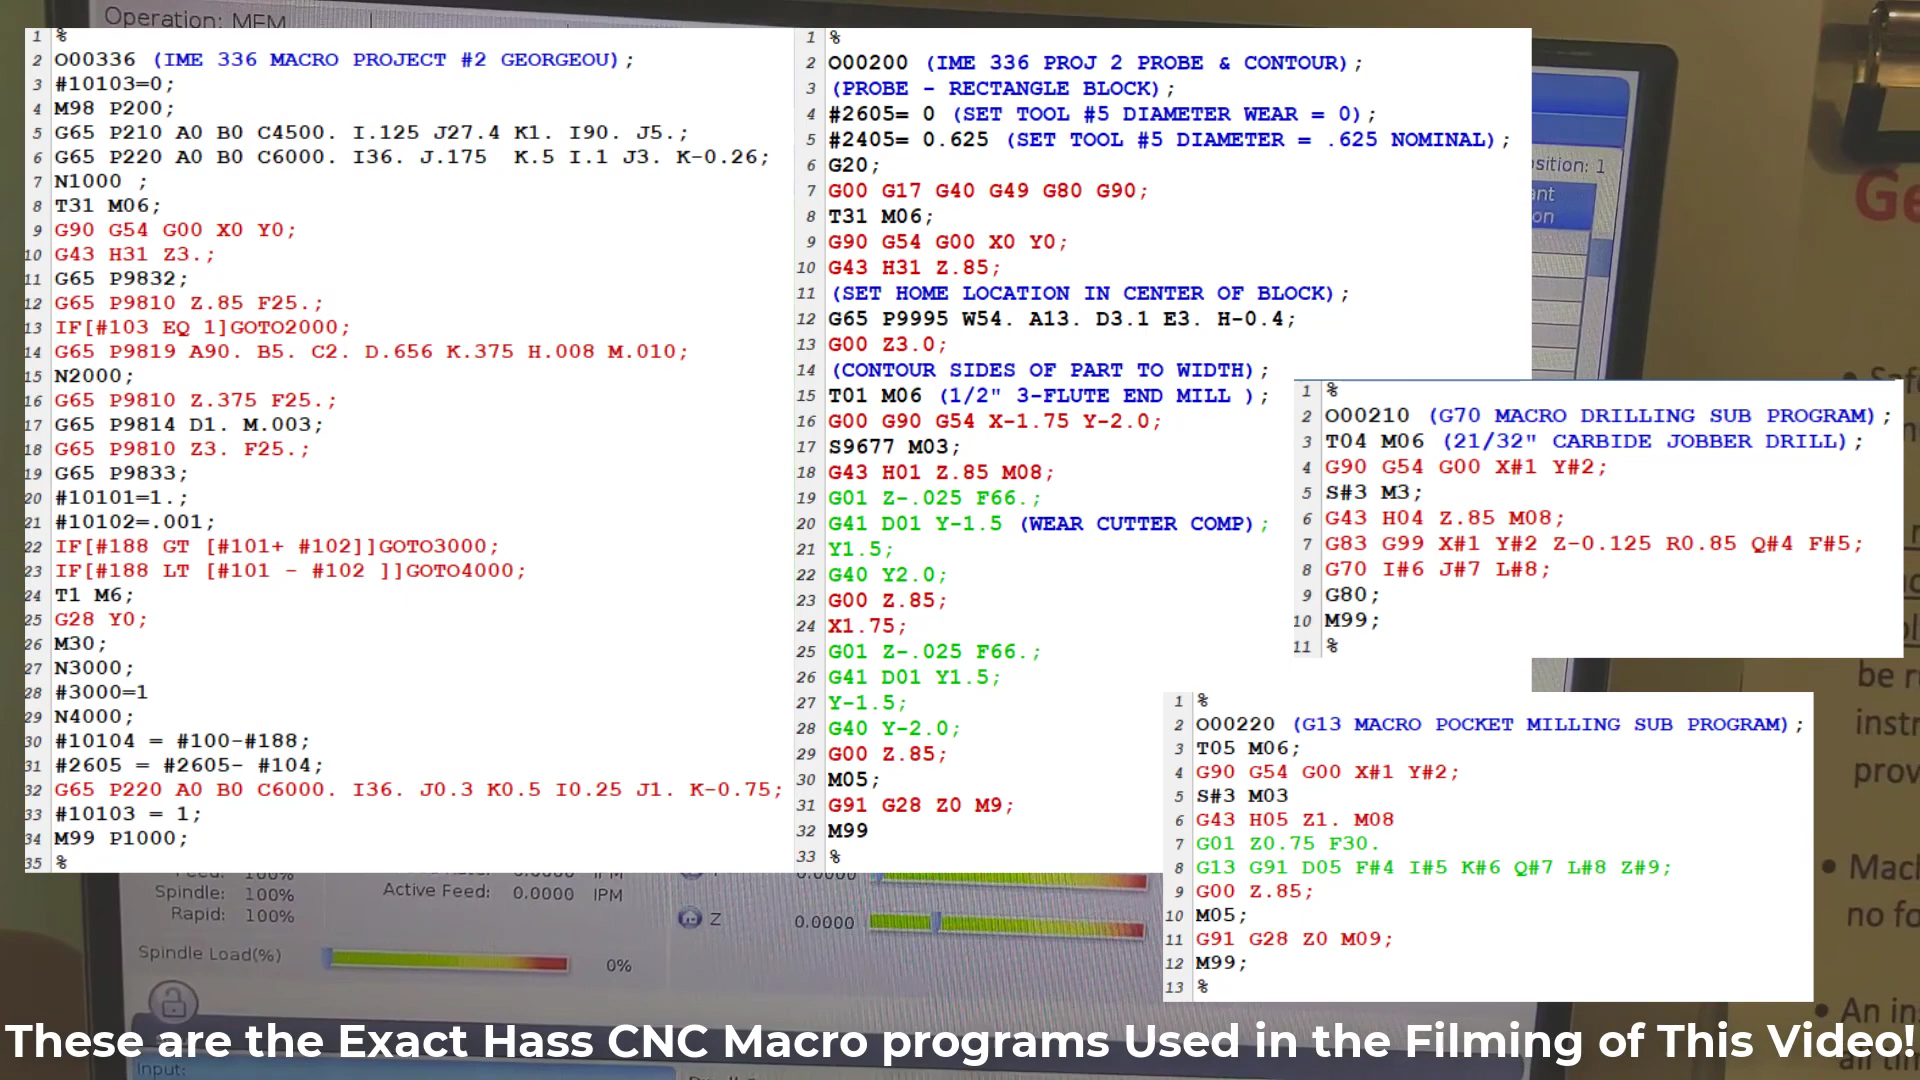 Operation: MEM
1 %
2 O00336 (IME 336 MACRO PROJECT #2 GEORGEOU);
3 #10103=0;
4 M98 P200;
5 G65 P210 A0 B0 C4500. I.125 J27.4 K1. I90. J5.;
6 G65 P220 A0 B0 C6000. I36. J.175  K.5 I.1 J3. K-0.26;
7 N1000 ;
8 T31 M06;
9 G90 G54 G00 X0 Y0;
10 G43 H31 Z3.;
11 G65 P9832;
12 G65 P9810 Z.85 F25.;
13 IF[#103 EQ 1]GOTO2000;
14 G65 P9819 A90. B5. C2. D.656 K.375 H.008 M.010;
15 N2000;
16 G65 P9810 Z.375 F25.;
17 G65 P9814 D1. M.003;
18 G65 P9810 Z3. F25.;
19 G65 P9833;
20 #10101=1.;
21 #10102=.001;
22 IF[#188 GT [#101+ #102]]GOTO3000;
23 IF[#188 LT [#101 - #102 ]]GOTO4000;
24 T1 M6;
25 G28 Y0;
26 M30;
27 N3000;
28 #3000=1
29 N4000;
30 #10104 = #100-#188;
31 #2605 = #2605- #104;
32 G65 P220 A0 B0 C6000. I36. J0.3 K0.5 I0.25 J1. K-0.75;
33 #10103 = 1;
34 M99 P1000;
35 %
1 %
2 O00200 (IME 336 PROJ 2 PROBE & CONTOUR);
3 (PROBE - RECTANGLE BLOCK);
4 #2605= 0 (SET TOOL #5 DIAMETER WEAR = 0);
5 #2405= 0.625 (SET TOOL #5 DIAMETER = .625 NOMINAL);
6 G20;
7 G00 G17 G40 G49 G80 G90;
8 T31 M06;
9 G90 G54 G00 X0 Y0;
10 G43 H31 Z.85;
11 (SET HOME LOCATION IN CENTER OF BLOCK);
12 G65 P9995 W54. A13. D3.1 E3. H-0.4;
13 G00 Z3.0;
14 (CONTOUR SIDES OF PART TO WIDTH);
15 T01 M06 (1/2" 3-FLUTE END MILL );
16 G00 G90 G54 X-1.75 Y-2.0;
17 S9677 M03;
18 G43 H01 Z.85 M08;
19 G01 Z-.025 F66.;
20 G41 D01 Y-1.5 (WEAR CUTTER COMP);
21 Y1.5;
22 G40 Y2.0;
23 G00 Z.85;
24 X1.75;
25 G01 Z-.025 F66.;
26 G41 D01 Y1.5;
27 Y-1.5;
28 G40 Y-2.0;
29 G00 Z.85;
30 M05;
31 G91 G28 Z0 M9;
32 M99
33 %
1 %
2 O00210 (G70 MACRO DRILLING SUB PROGRAM);
3 T04 M06 (21/32" CARBIDE JOBBER DRILL);
4 G90 G54 G00 X#1 Y#2;
5 S#3 M3;
6 G43 H04 Z.85 M08;
7 G83 G99 X#1 Y#2 Z-0.125 R0.85 Q#4 F#5;
8 G70 I#6 J#7 L#8;
9 G80;
10 M99;
11 %
1 %
2 O00220 (G13 MACRO POCKET MILLING SUB PROGRAM);
3 T05 M06;
4 G90 G54 G00 X#1 Y#2;
5 S#3 M03
6 G43 H05 Z1. M08
7 G01 Z0.75 F30.
8 G13 G91 D05 F#4 I#5 K#6 Q#7 L#8 Z#9;
9 G00 Z.85;
10 M05;
11 G91 G28 Z0 M09;
12 M99;
13 %
sition: 1
Feed: 100%
Spindle: 100%
Rapid: 100%
Active Feed: 0.0000 IPM
Z 0.0000
Spindle Load(%) 0%
be r
instr
prov
Mac
no fo
An in
These are the Exact Hass CNC Macro programs Used in the Filming of This Video!
Input: